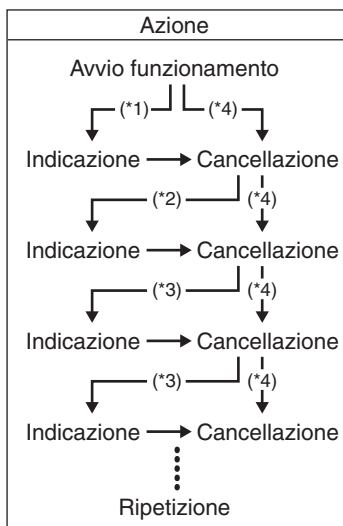 Azione
Avvio funzionamento
(*1) (*4)
Indicazione Cancellazione
(*2) (*4)
Indicazione Cancellazione
(*3) (*4)
Indicazione Cancellazione
(*3) (*4)
Indicazione Cancellazione
Ripetizione